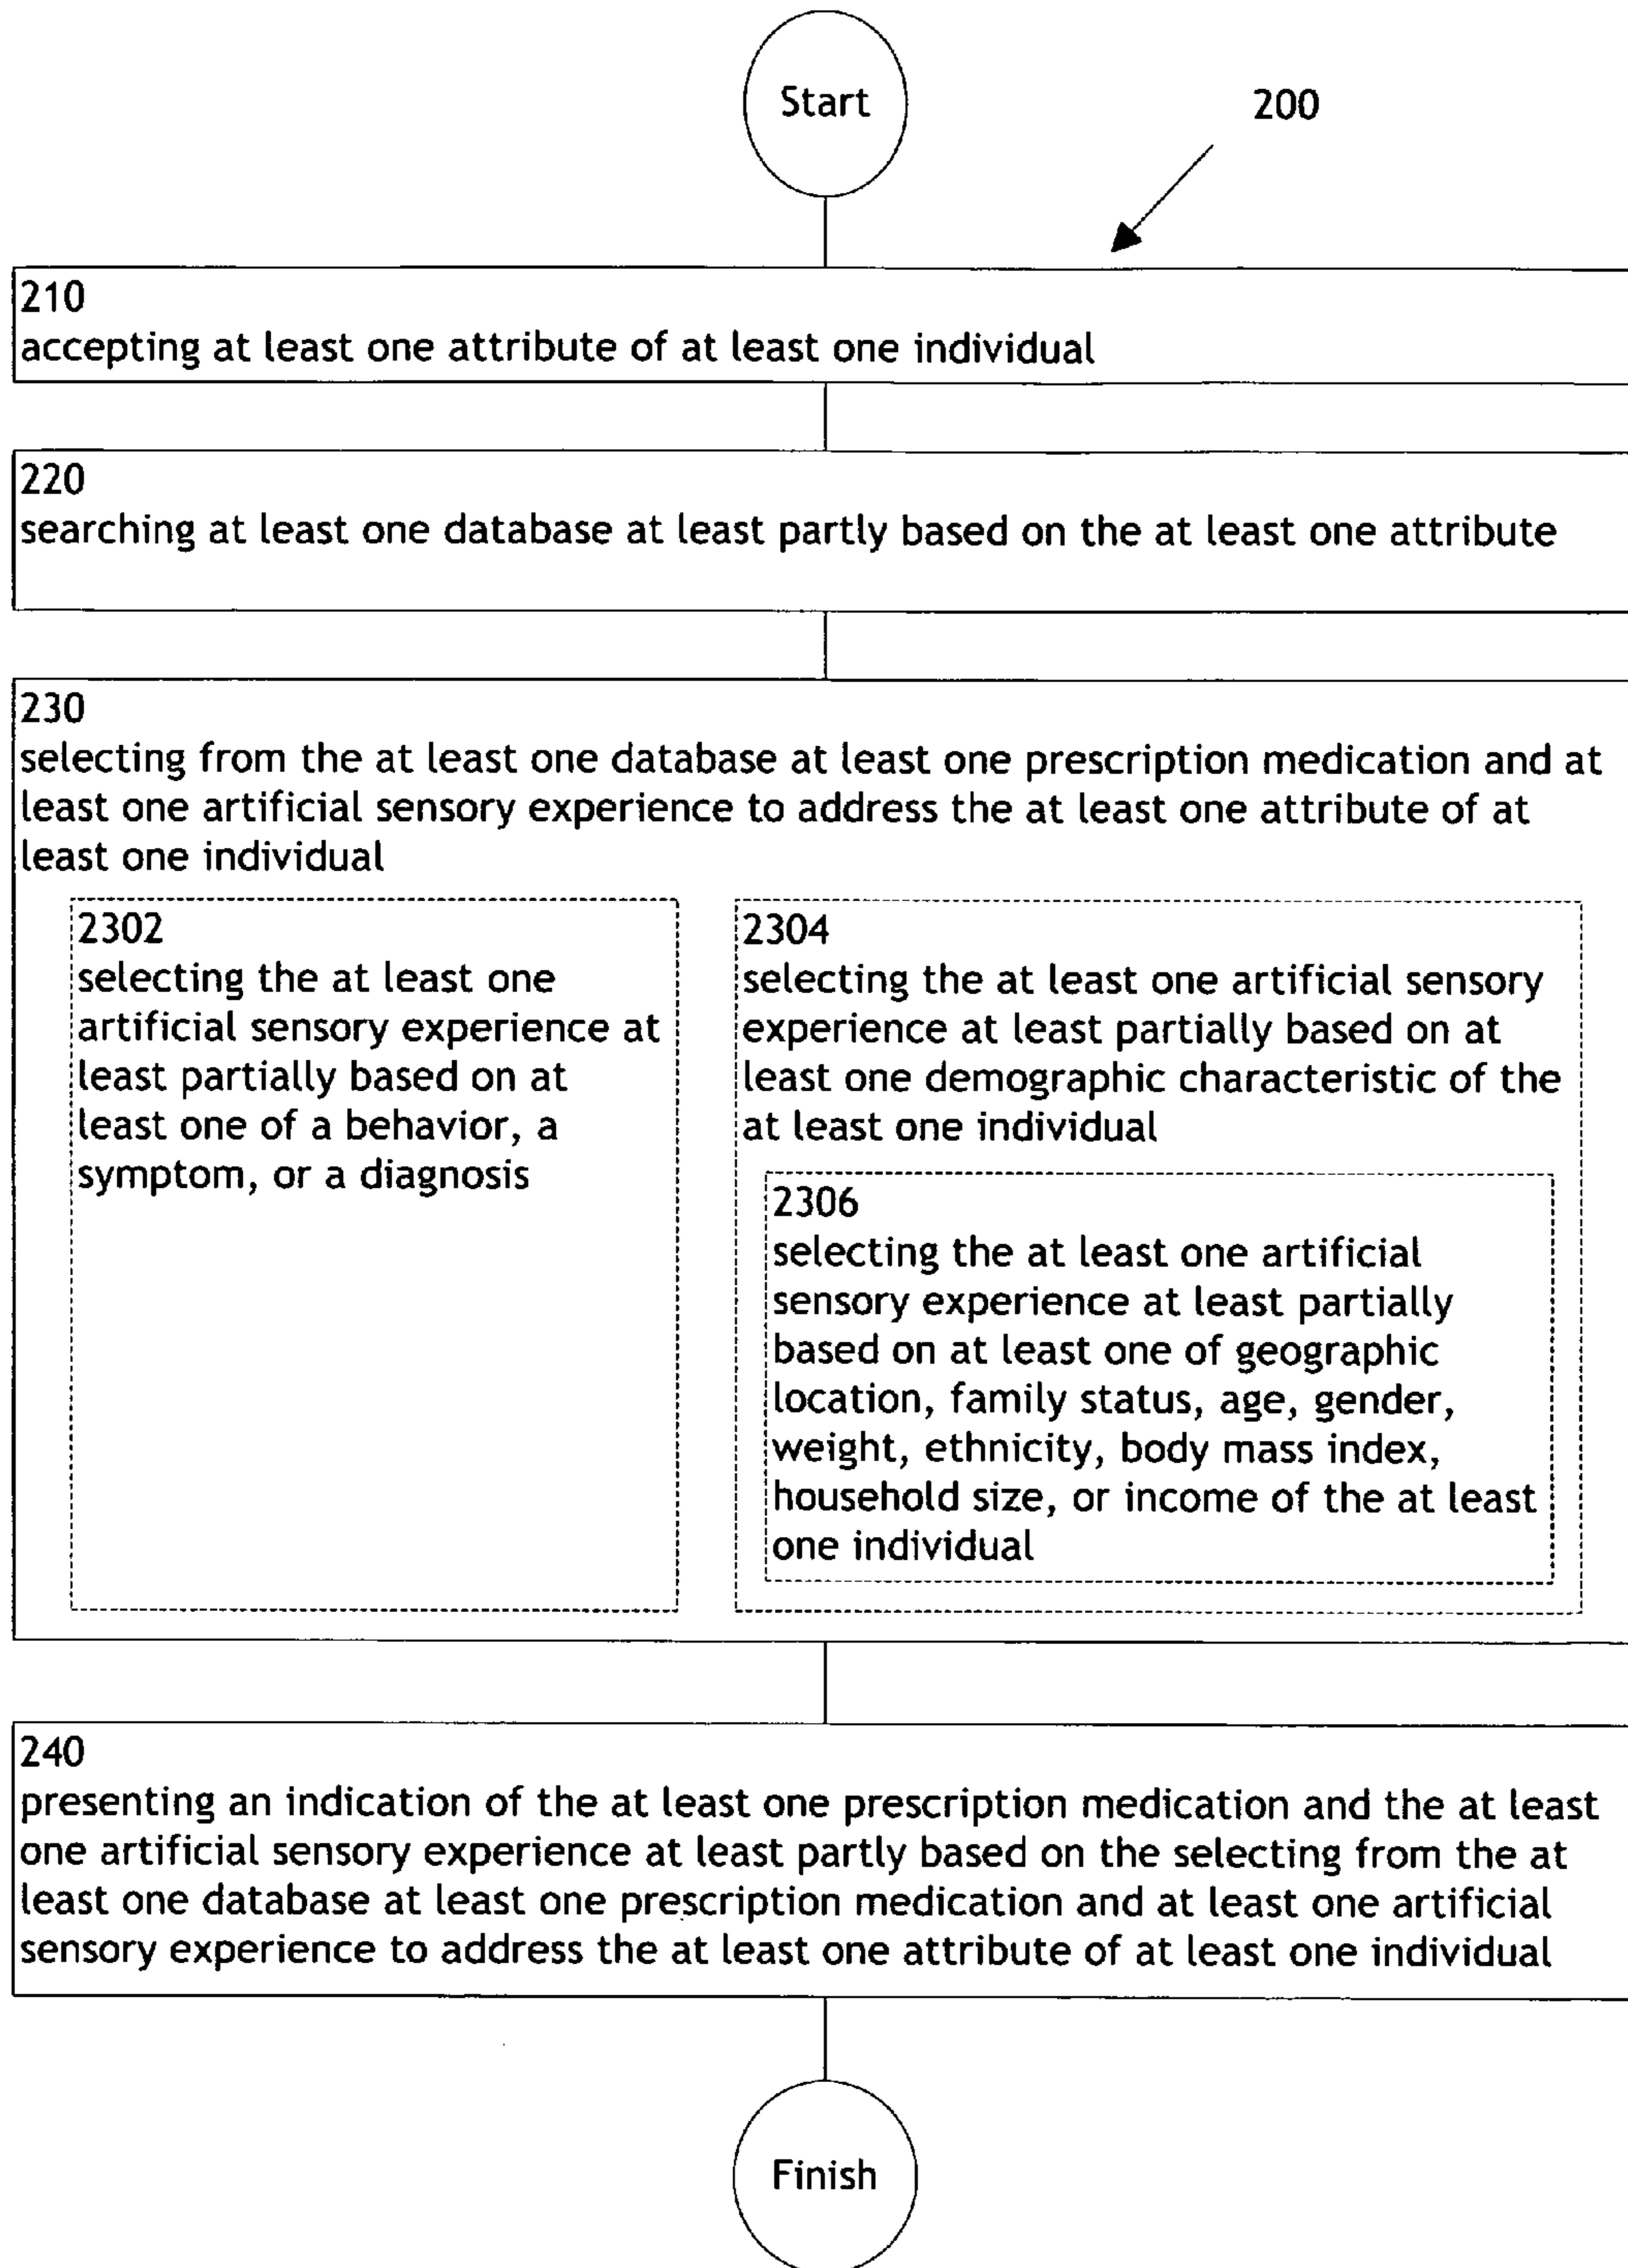 Start
200
210
accepting at least one attribute of at least one individual
220
searching at least one database at least partly based on the at least one attribute
230
selecting from the at least one database at least one prescription medication and at
least one artificial sensory experience to address the at least one attribute of at
least one individual
2302
selecting the at least one
artificial sensory experience at
least partially based on at
least one of a behavior, a
symptom, or a diagnosis
2304
selecting the at least one artificial sensory
experience at least partially based on at
least one demographic characteristic of the
at least one individual
2306
selecting the at least one artificial
sensory experience at least partially
based on at least one of geographic
location, family status, age, gender,
weight, ethnicity, body mass index,
household size, or income of the at least
one individual
240
presenting an indication of the at least one prescription medication and the at least
one artificial sensory experience at least partly based on the selecting from the at
least one database at least one prescription medication and at least one artificial
sensory experience to address the at least one attribute of at least one individual
Finish